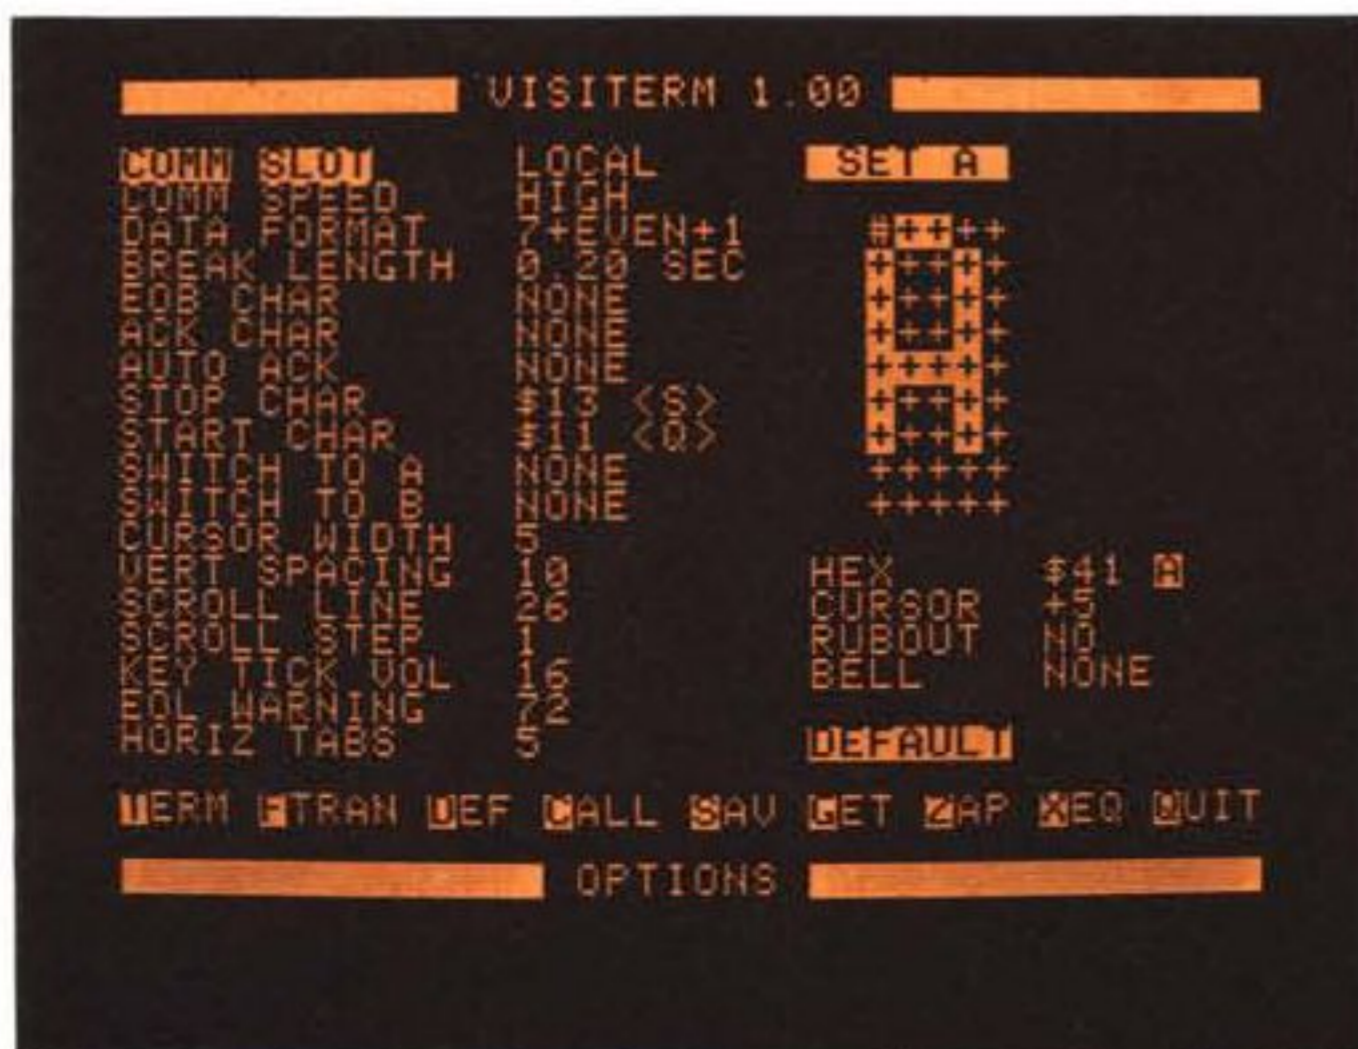 VISITERM 1.00
COMM SLOT LOCAL SET A
COMM SPEED HIGH
DATA FORMAT 7+EVEN+1 #++++
BREAK LENGTH 0.20 SEC +++++
EOB CHAR NONE +++++
ACK CHAR NONE +++++
AUTO ACK NONE +++++
STOP CHAR $13 <S> +++++
START CHAR $11 <Q> +++++
SWITCH TO A NONE +++++
SWITCH TO B NONE +++++
CURSOR WIDTH 5
VERT SPACING 10 HEX $41 A
SCROLL LINE 26 CURSOR +5
SCROLL STEP 1 RUBOUT NO
KEY TICK VOL 16 BELL NONE
EOL WARNING 72
HORIZ TABS 5 DEFAULT
TERM FTRAN DEF CALL SAV GET ZAP XEQ QUIT
OPTIONS